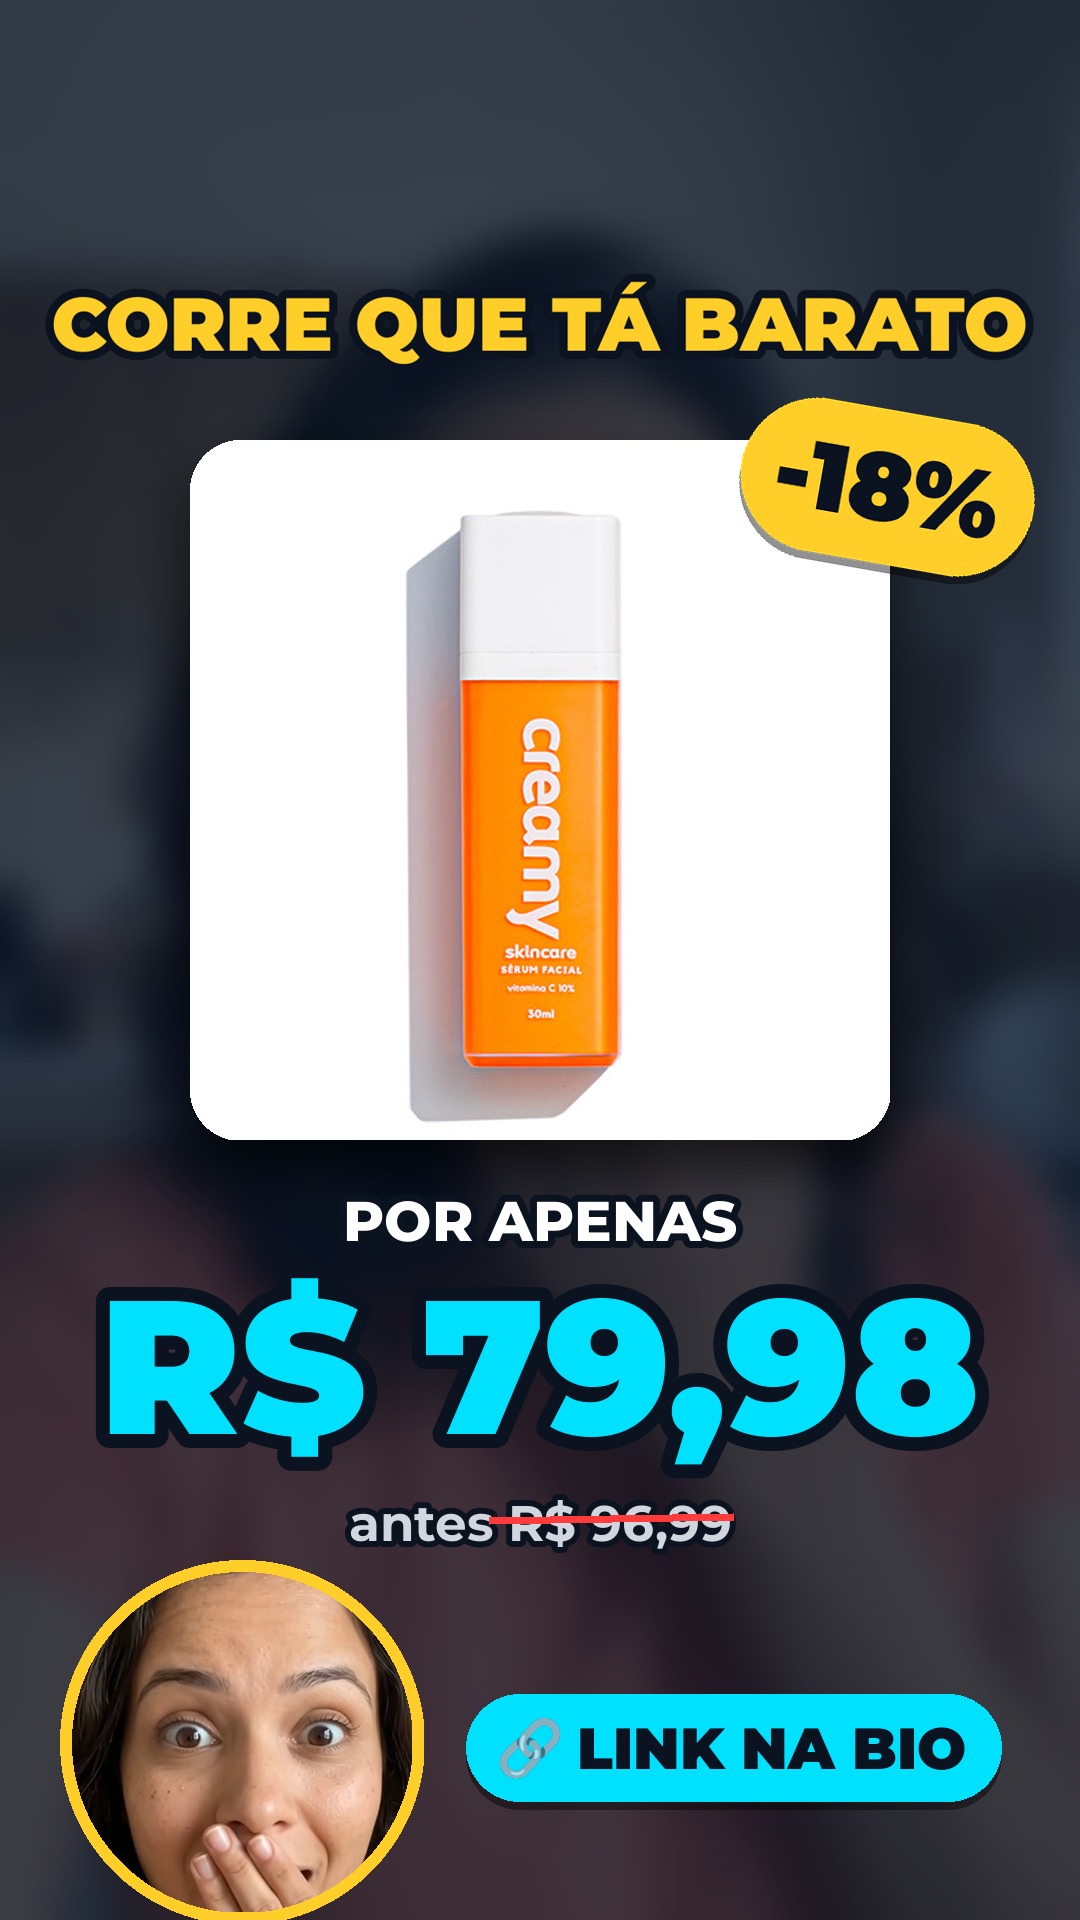 CORRE QUE TÁ BARATO
-18%
creamy
skincare
SÉRUM FACIAL
vitamina C 10%
30ml
POR APENAS
R$ 79,98
antes R$ 96,99
🔗 LINK NA BIO